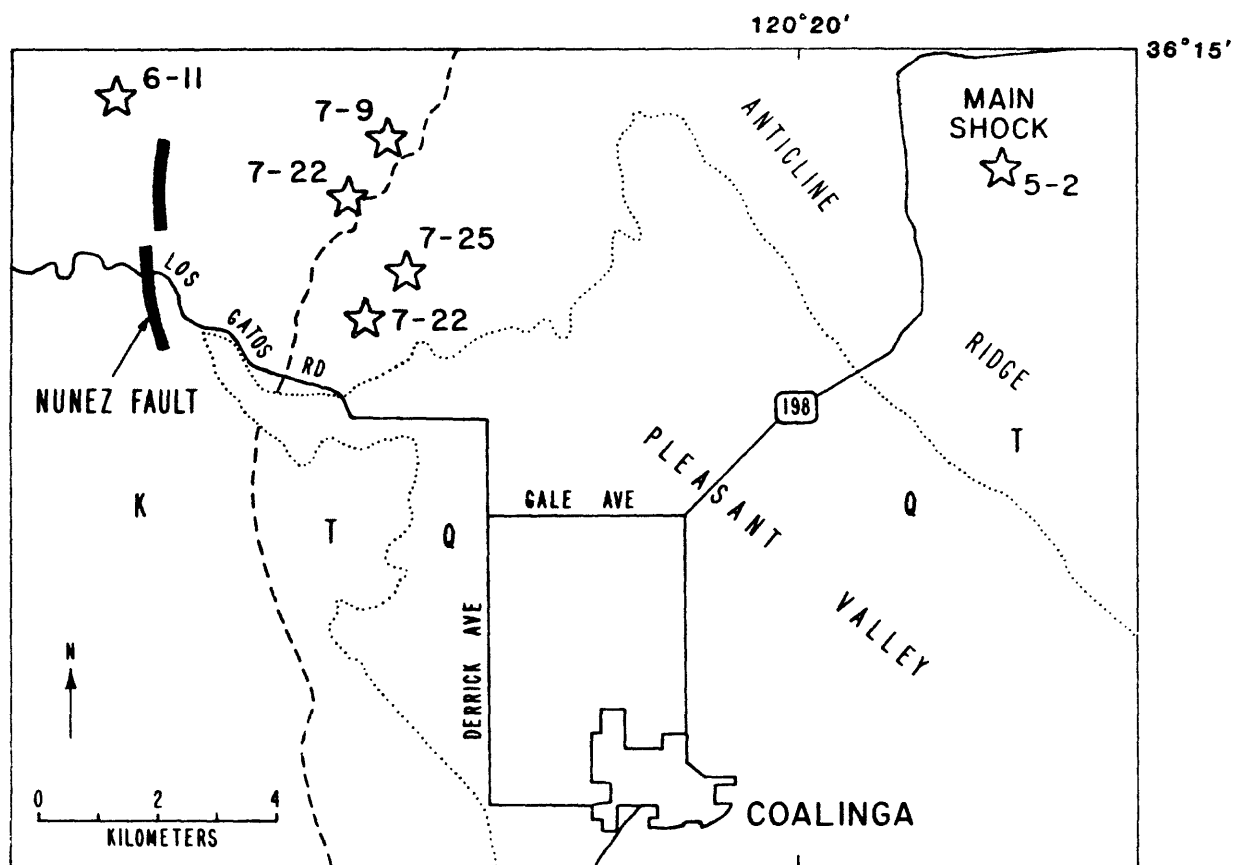 120°20'
36°15'
6-11
7-9
7-22
7-25
7-22
MAIN
SHOCK
5-2
ANTICLINE
RIDGE
LOS
GATOS
RD
NUNEZ FAULT
198
T
PLEASANT
VALLEY
K
T
Q
GALE AVE
Q
DERRICK AVE
N
0 2 4
KILOMETERS
COALINGA